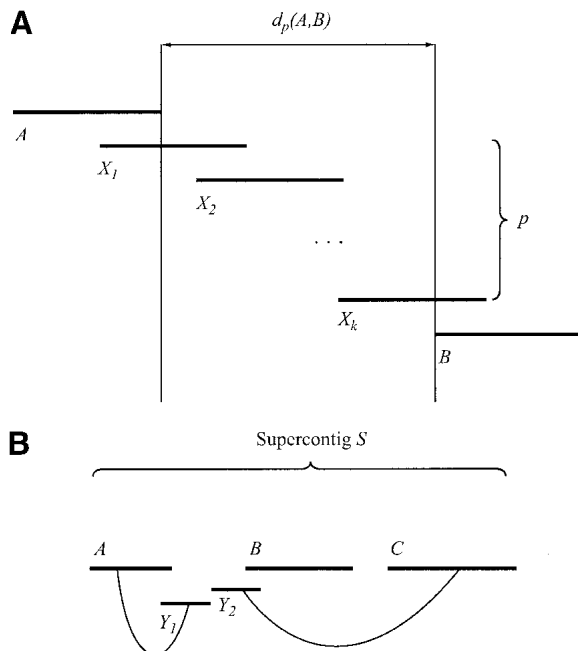 A
d_p(A,B)
A
X_1
X_2
p
. . .
X_k
B
B
Supercontig S
A
B
C
Y_1
Y_2